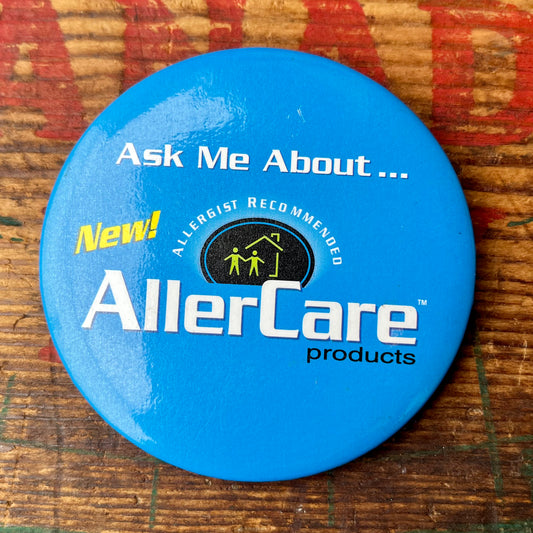 Ask Me About...
New!
ALLERGIST RECOMMENDED
AllerCare™
products